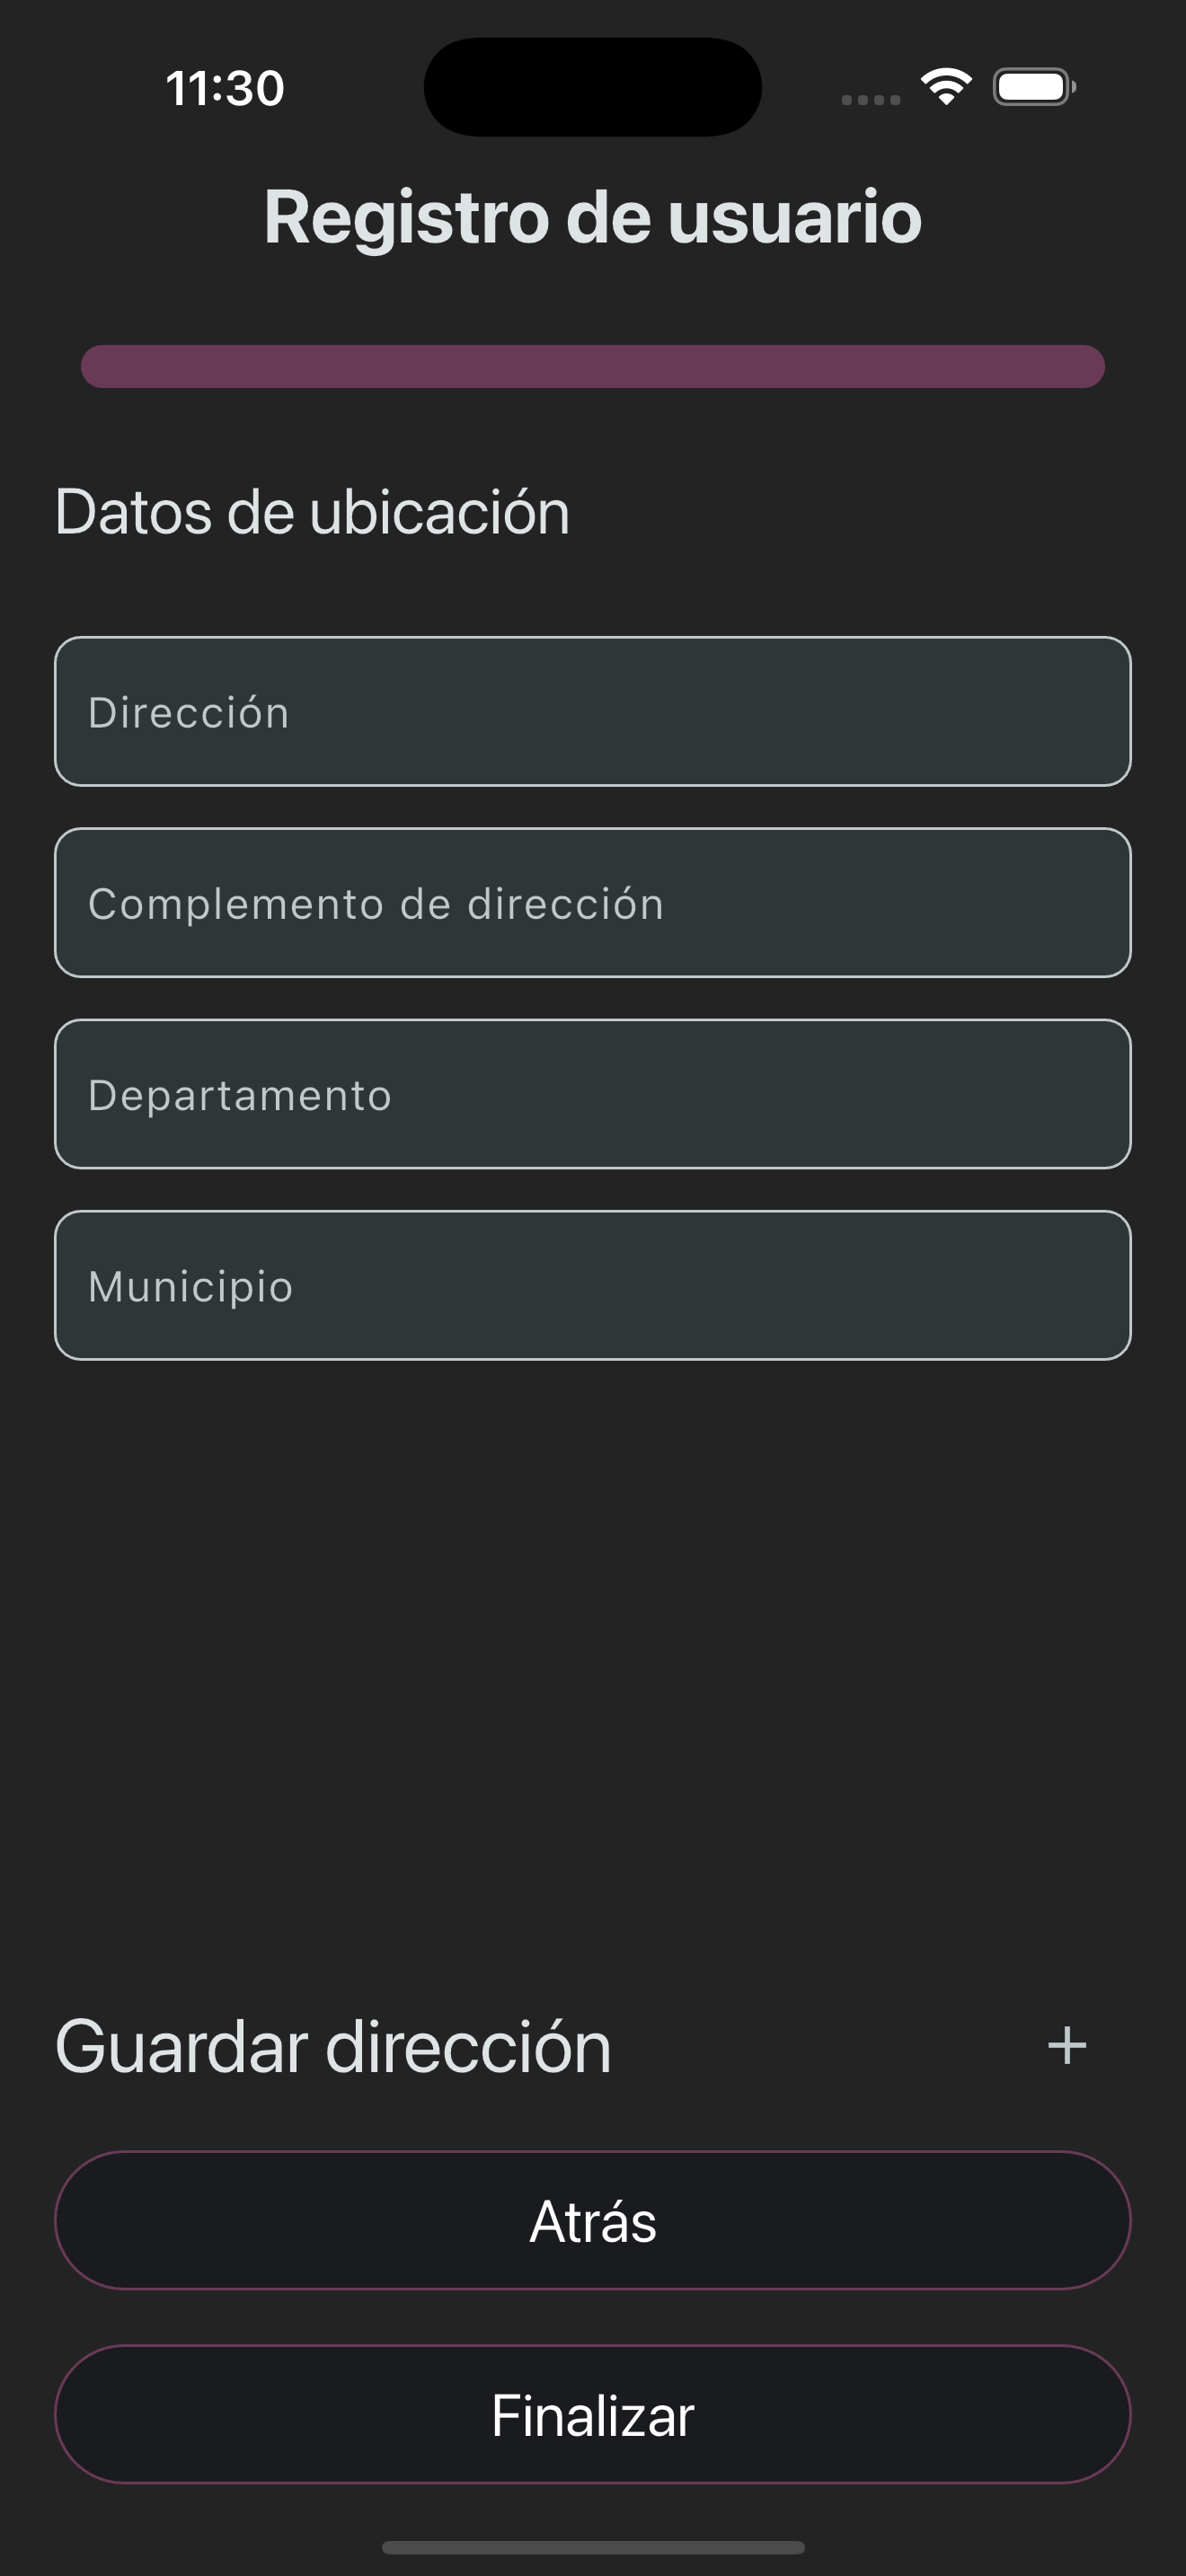 11:30
Registro de usuario
Datos de ubicación
Dirección
Complemento de dirección
Departamento
Municipio
Guardar dirección +
Atrás
Finalizar